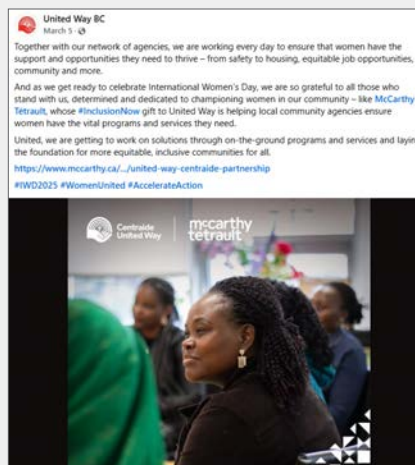 United Way BC
March 5 ·
Together with our network of agencies, we are working every day to ensure that women have the
support and opportunities they need to thrive – from safety to housing, equitable job opportunities,
community and more.
And as we get ready to celebrate International Women's Day, we are so grateful to all those who
stand with us, determined and dedicated to championing women in our community – like McCarthy
Tétrault, whose #InclusionNow gift to United Way is helping local community agencies ensure
women have the vital programs and services they need.
United, we are getting to work on solutions through on-the-ground programs and services and layin
the foundation for more equitable, inclusive communities for all.
https://www.mccarthy.ca/.../united-way-centraide-partnership
#IWD2025 #WomenUnited #AccelerateAction
Centraide
United Way
mccarthy
tetrault